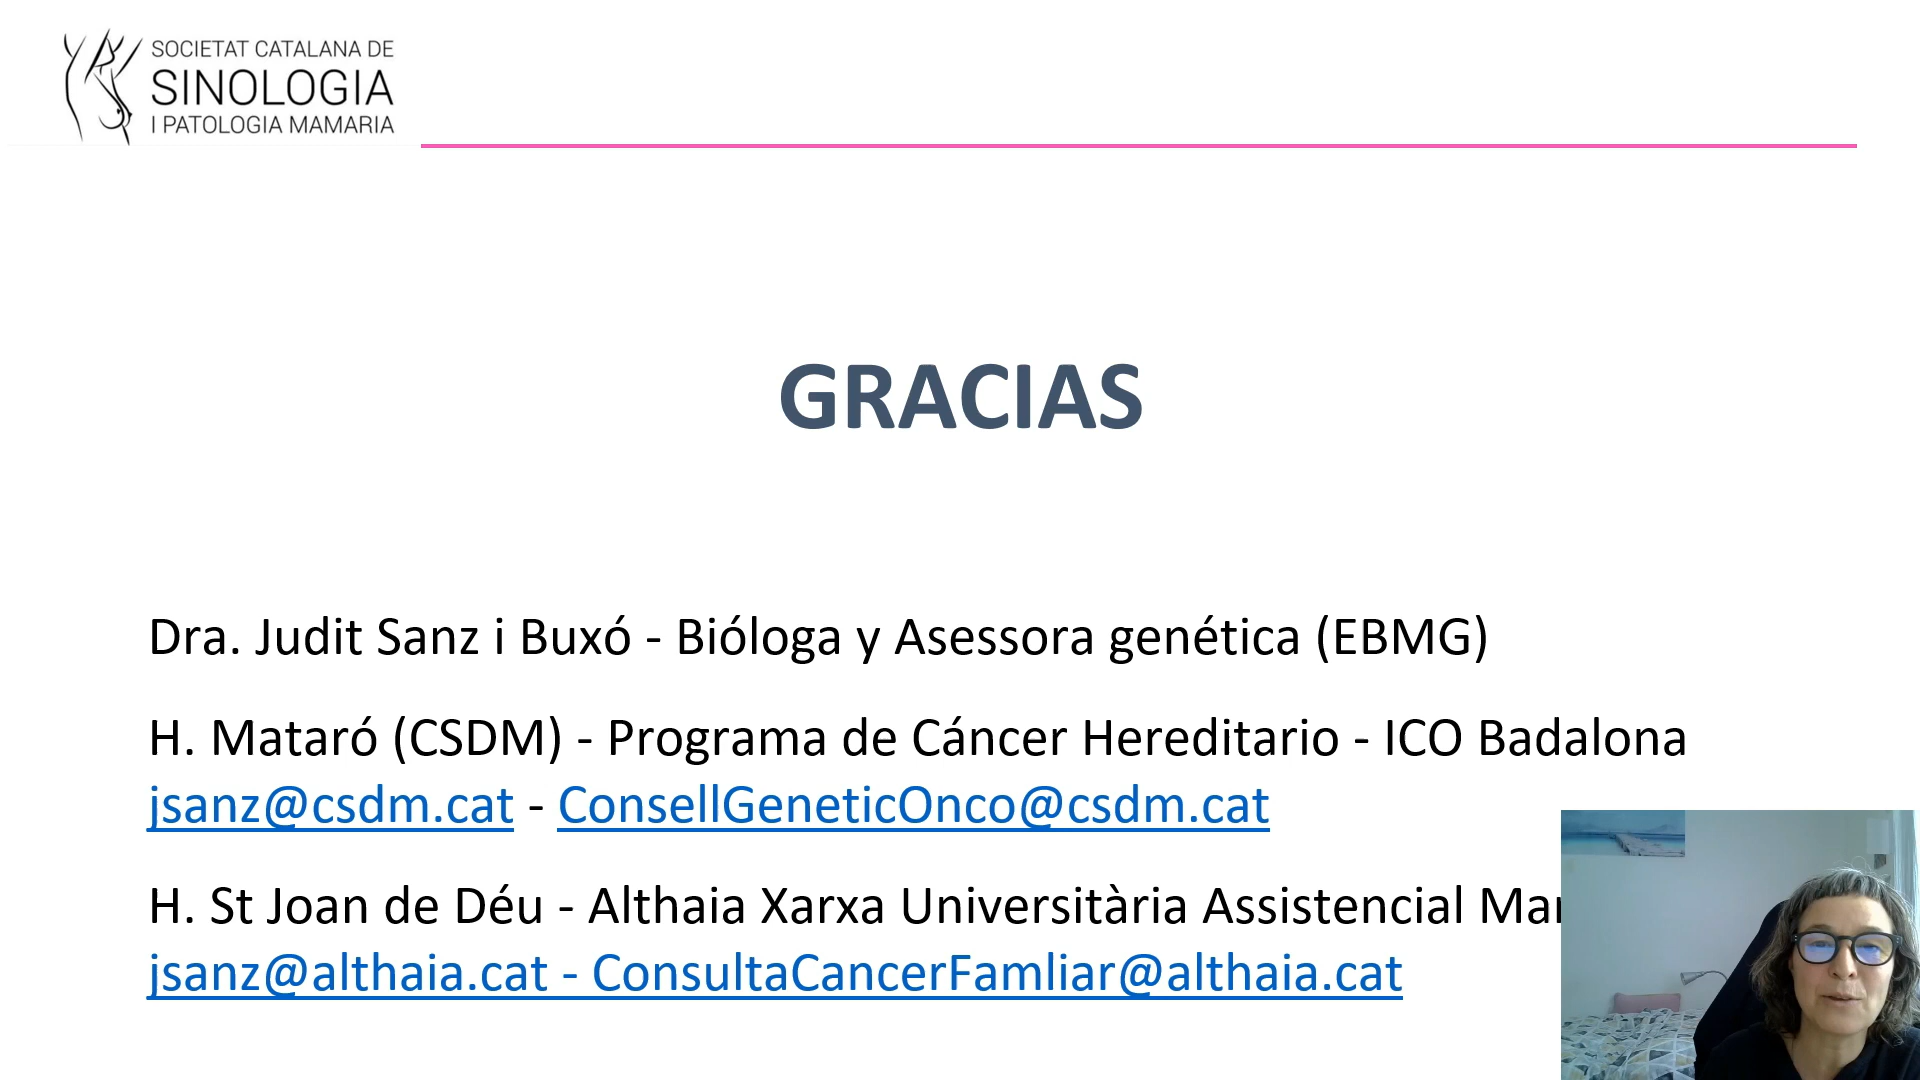 SOCIETAT CATALANA DE
SINOLOGIA
I PATOLOGIA MAMARIA
GRACIAS
Dra. Judit Sanz i Buxó - Bióloga y Asessora genética (EBMG)
H. Mataró (CSDM) - Programa de Cáncer Hereditario - ICO Badalona
jsanz@csdm.cat - ConsellGeneticOnco@csdm.cat
H. St Joan de Déu - Althaia Xarxa Universitària Assistencial
jsanz@althaia.cat - ConsultaCancerFamliar@althaia.cat